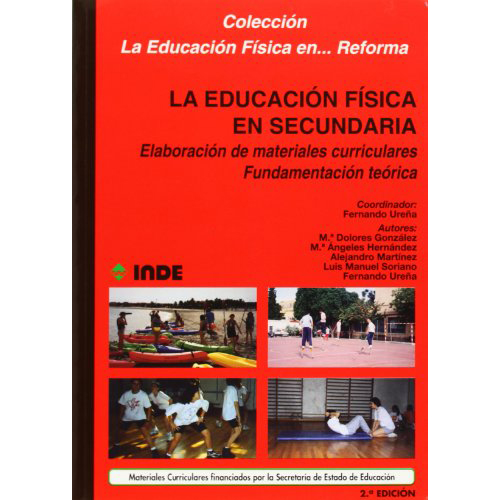 Colección
La Educación Física en... Reforma
LA EDUCACIÓN FÍSICA
EN SECUNDARIA
Elaboración de materiales curriculares
Fundamentación teórica
Coordinador:
Fernando Ureña
Autores:
M.ª Dolores González
M.ª Ángeles Hernández
Alejandro Martínez
Luis Manuel Soriano
Fernando Ureña
INDE
Materiales Curriculares financiados por la Secretaría de Estado de Educación
2.ª EDICIÓN